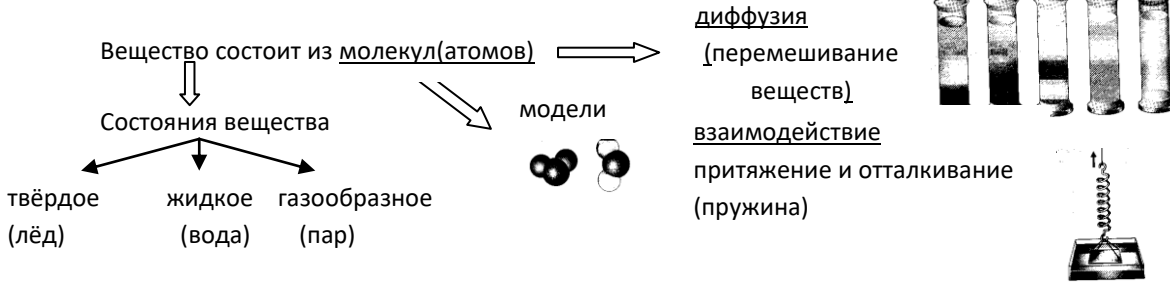 диффузия
Вещество состоит из молекул(атомов)
(перемешивание
веществ)
модели
Состояния вещества
взаимодействие
притяжение и отталкивание
(пружина)
твёрдое жидкое газообразное
(лёд) (вода) (пар)